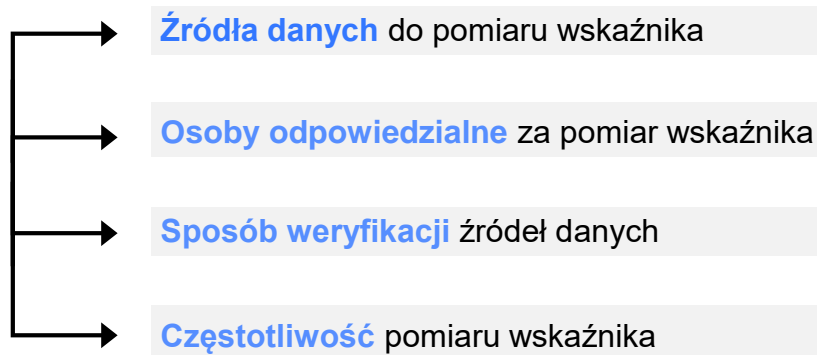 Źródła danych do pomiaru wskaźnika
Osoby odpowiedzialne za pomiar wskaźnika
Sposób weryfikacji źródeł danych
Częstotliwość pomiaru wskaźnika